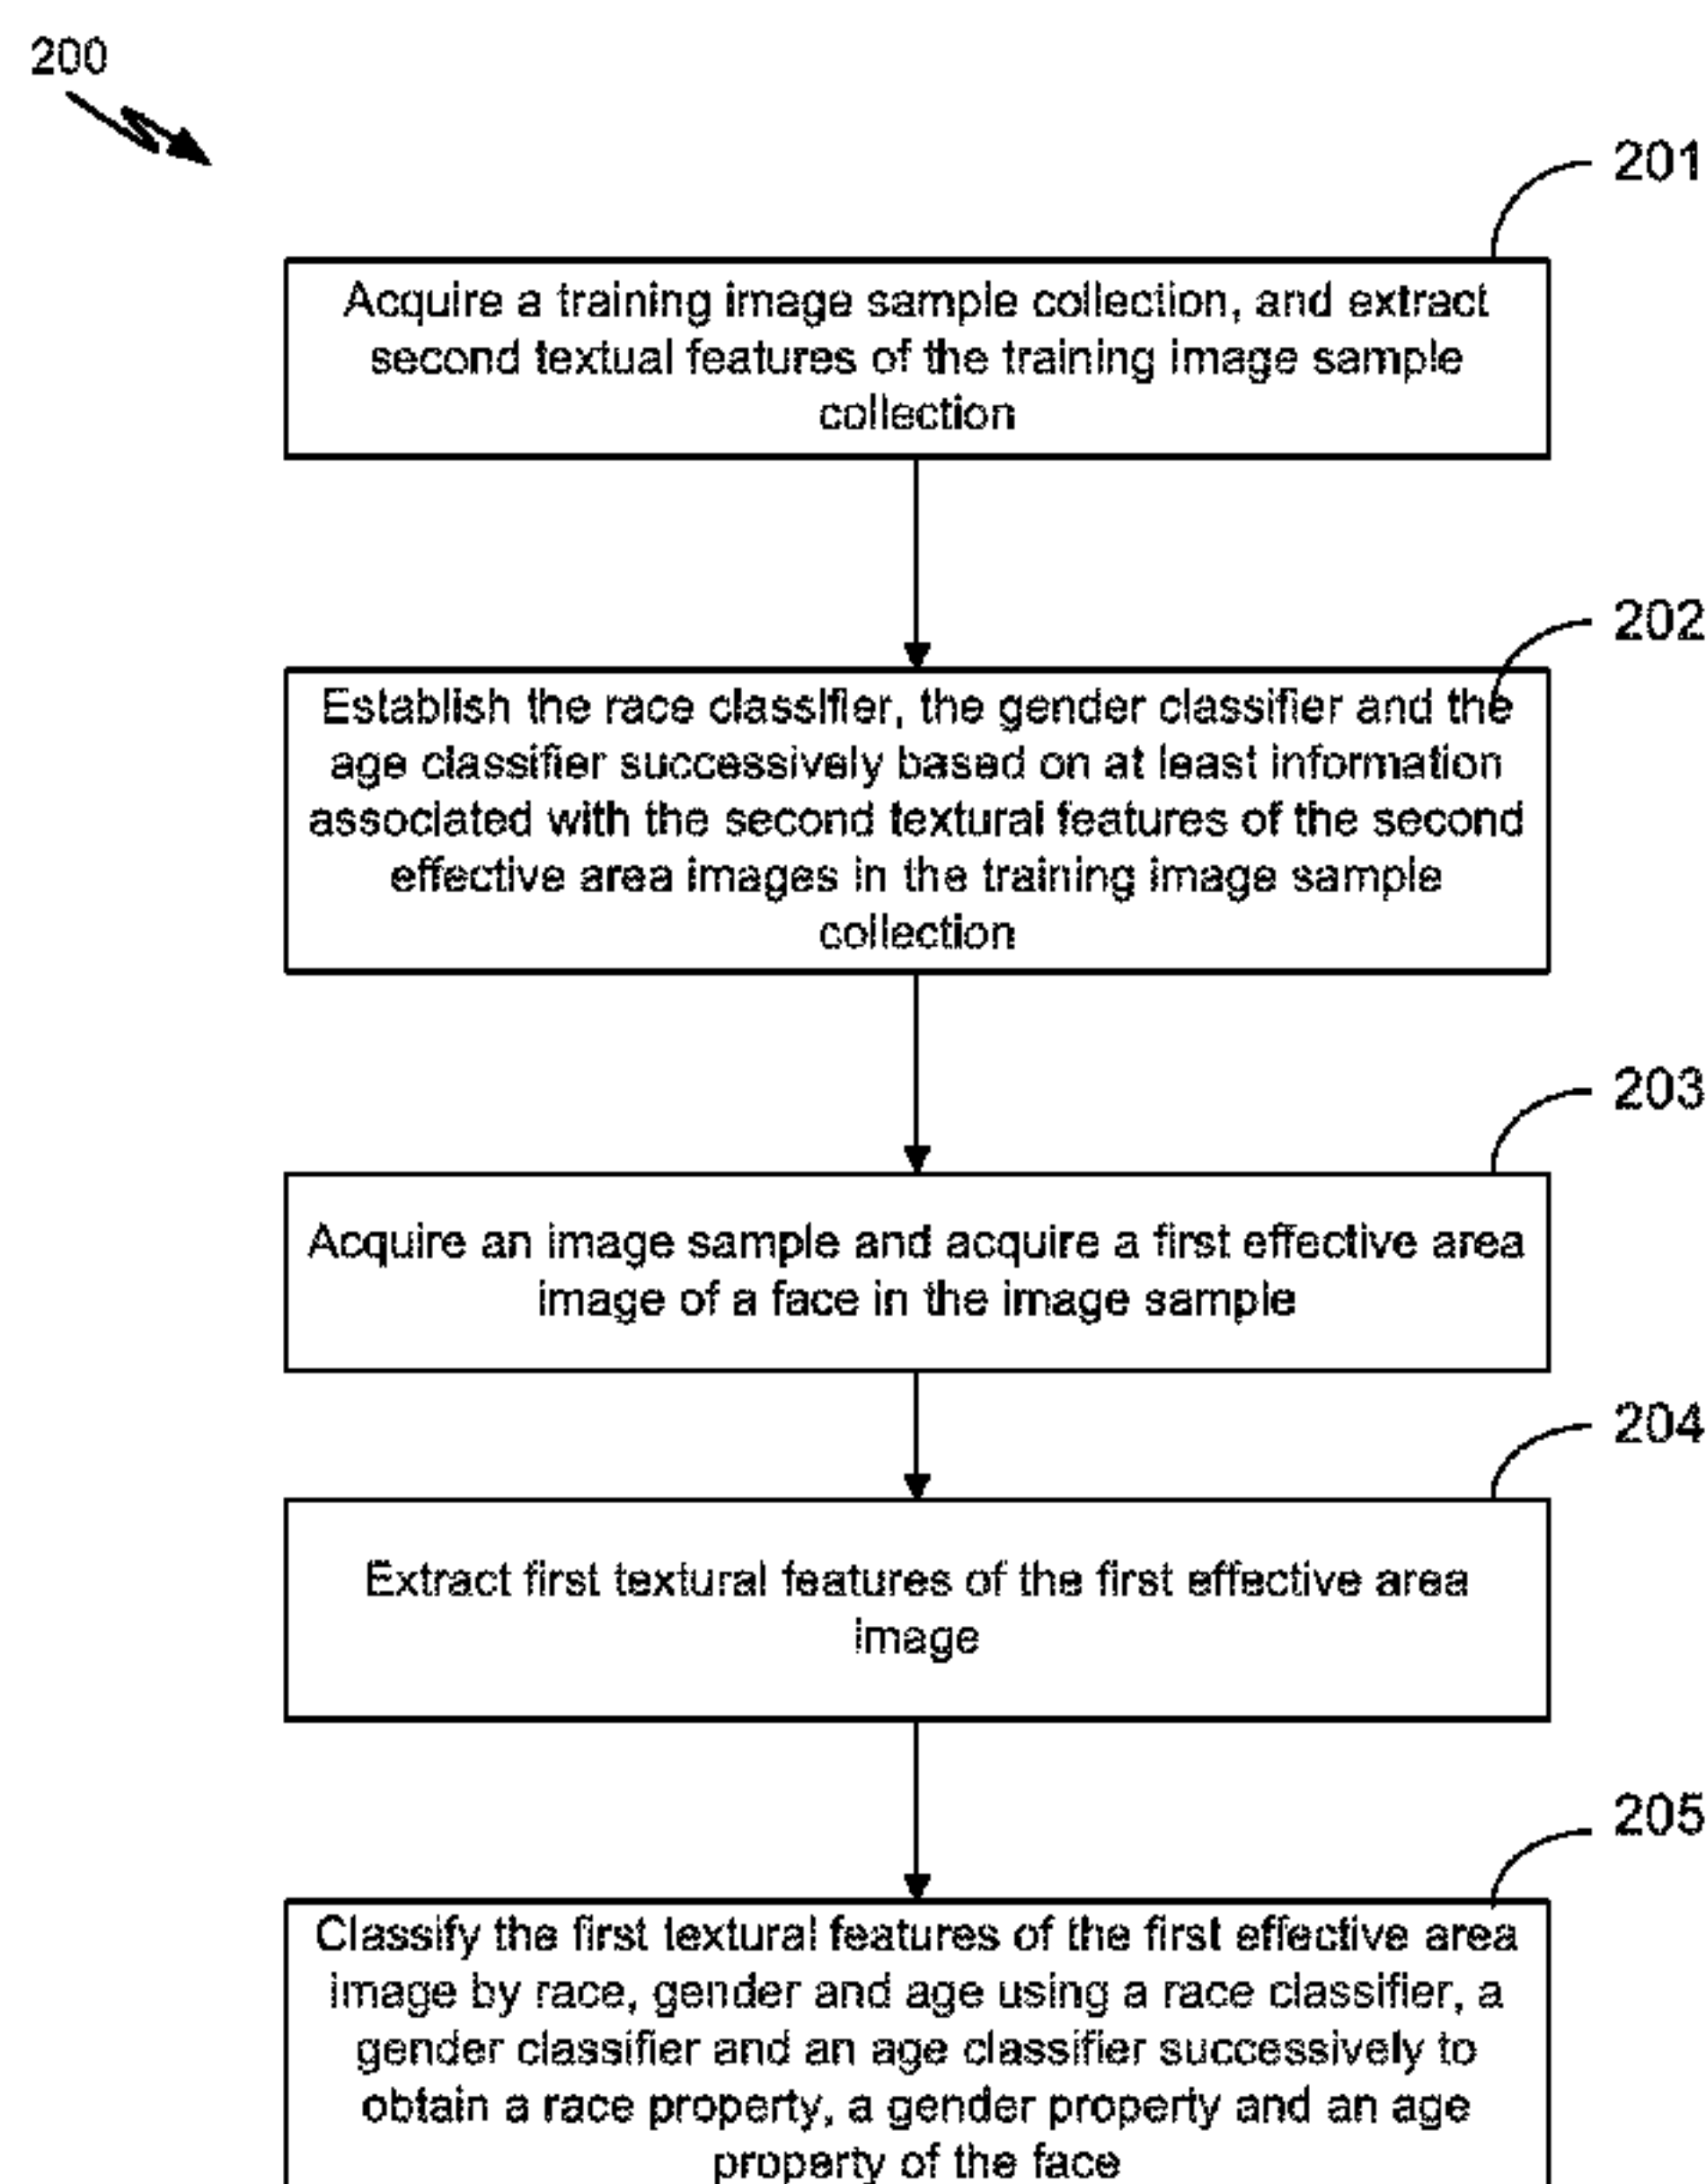 200
201
Acquire a training image sample collection, and extract
second textual features of the training image sample
collection
202
Establish the race classifier, the gender classifier and the
age classifier successively based on at least information
associated with the second textural features of the second
effective area images in the training image sample
collection
203
Acquire an image sample and acquire a first effective area
image of a face in the image sample
204
Extract first textural features of the first effective area
image
205
Classify the first textural features of the first effective area
image by race, gender and age using a race classifier, a
gender classifier and an age classifier successively to
obtain a race property, a gender property and an age
property of the face